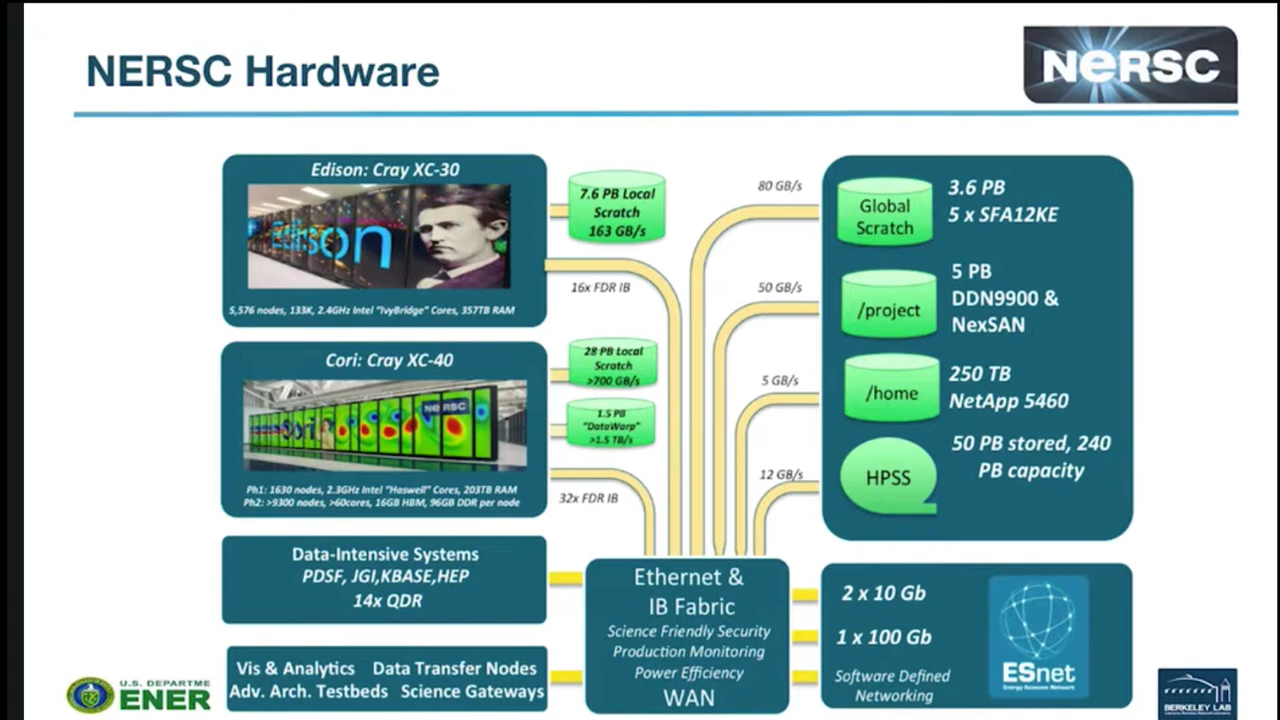 NERSC Hardware
NeRSC
Edison: Cray XC-30
Edison
5,576 nodes, 133K, 2.4GHz Intel "IvyBridge" Cores, 357TB RAM
7.6 PB Local
Scratch
163 GB/s
16x FDR IB
Cori: Cray XC-40
NeRSC
Ph1: 1630 nodes, 2.3GHz Intel "Haswell" Cores, 203TB RAM
Ph2: >9300 nodes, >60cores, 16GB HBM, 96GB DDR per node
28 PB Local
Scratch
>700 GB/s
1.5 PB
"DataWarp"
>1.5 TB/s
32x FDR IB
80 GB/s
50 GB/s
5 GB/s
12 GB/s
Global
Scratch
3.6 PB
5 x SFA12KE
/project
5 PB
DDN9900 &
NexSAN
/home
250 TB
NetApp 5460
HPSS
50 PB stored, 240
PB capacity
Data-Intensive Systems
PDSF, JGI,KBASE,HEP
14x QDR
Vis & Analytics Data Transfer Nodes
Adv. Arch. Testbeds Science Gateways
Ethernet &
IB Fabric
Science Friendly Security
Production Monitoring
Power Efficiency
WAN
2 x 10 Gb
1 x 100 Gb
Software Defined
Networking
ESnet
Energy Sciences Network
U.S. DEPARTME
ENER
BERKELEY LAB